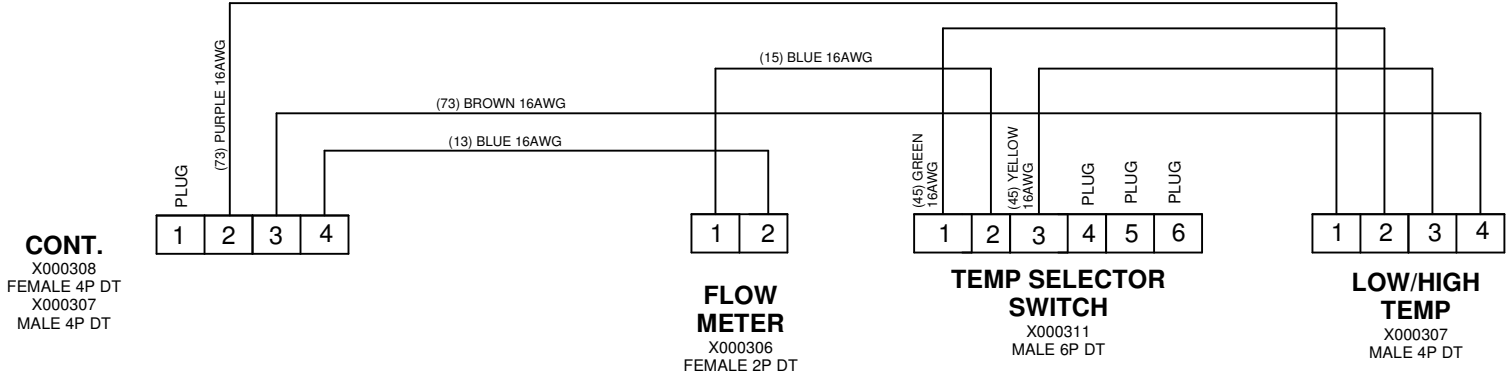 (15) BLUE 16AWG
(73) PURPLE 16AWG
(73) BROWN 16AWG
(13) BLUE 16AWG
PLUG
(45) GREEN
16AWG
(45) YELLOW
16AWG
PLUG
PLUG
PLUG
1 2 3 4
1 2
1 2 3 4 5 6
1 2 3 4
CONT.
X000308
FEMALE 4P DT
X000307
MALE 4P DT
FLOW
METER
X000306
FEMALE 2P DT
TEMP SELECTOR
SWITCH
X000311
MALE 6P DT
LOW/HIGH
TEMP
X000307
MALE 4P DT